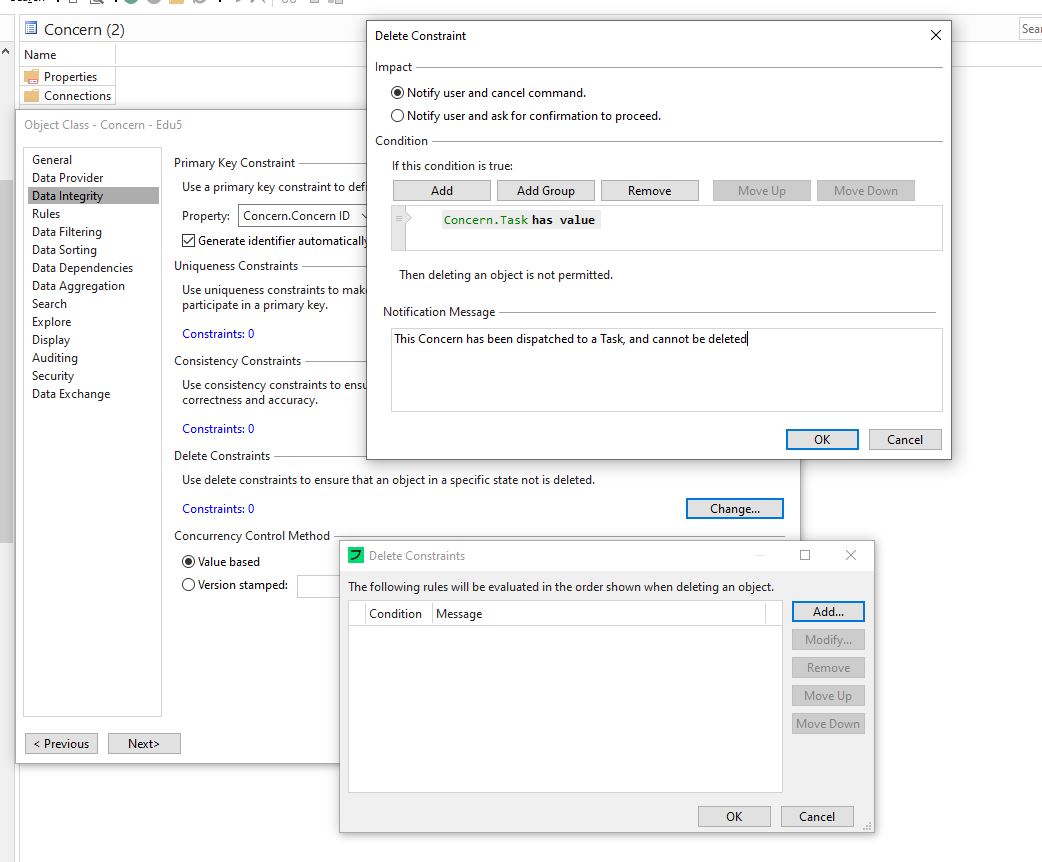 Concern (2)
Sear
Name
Properties
Connections
Object Class - Concern - Edu5
General
Data Provider
Data Integrity
Rules
Data Filtering
Data Sorting
Data Dependencies
Data Aggregation
Search
Explore
Display
Auditing
Security
Data Exchange
Primary Key Constraint
Use a primary key constraint to defi
Property: Concern.Concern ID
Generate identifier automatically
Uniqueness Constraints
Use uniqueness constraints to mak
participate in a primary key.
Constraints: 0
Consistency Constraints
Use consistency constraints to ensu
correctness and accuracy.
Constraints: 0
Delete Constraints
Use delete constraints to ensure that an object in a specific state not is deleted.
Constraints: 0
Change...
Concurrency Control Method
Value based
Version stamped:
< Previous
Next>
Delete Constraint
Impact
Notify user and cancel command.
Notify user and ask for confirmation to proceed.
Condition
If this condition is true:
Add
Add Group
Remove
Move Up
Move Down
Concern.Task has value
Then deleting an object is not permitted.
Notification Message
This Concern has been dispatched to a Task, and cannot be deleted
OK
Cancel
Delete Constraints
The following rules will be evaluated in the order shown when deleting an object.
Condition
Message
Add...
Modify...
Remove
Move Up
Move Down
OK
Cancel